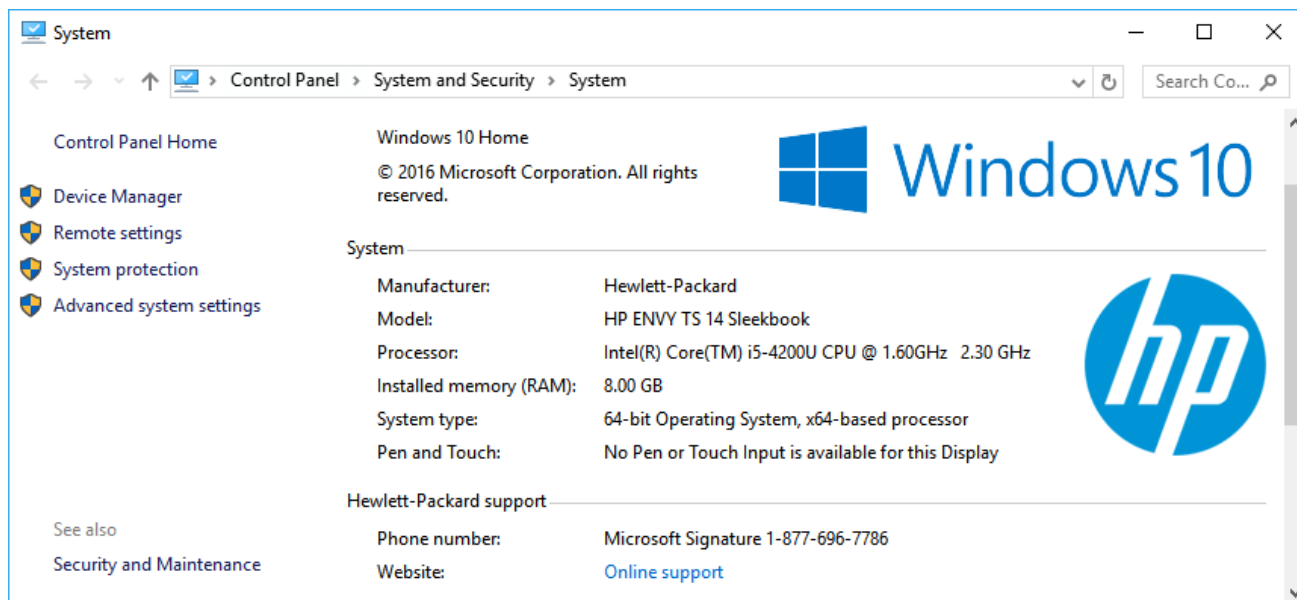 System
Control Panel > System and Security > System
Search Co...
Control Panel Home
Device Manager
Remote settings
System protection
Advanced system settings
See also
Security and Maintenance
Windows 10 Home
© 2016 Microsoft Corporation. All rights
reserved.
Windows 10
System
Manufacturer: Hewlett-Packard
Model: HP ENVY TS 14 Sleekbook
Processor: Intel(R) Core(TM) i5-4200U CPU @ 1.60GHz 2.30 GHz
Installed memory (RAM): 8.00 GB
System type: 64-bit Operating System, x64-based processor
Pen and Touch: No Pen or Touch Input is available for this Display
hp
Hewlett-Packard support
Phone number: Microsoft Signature 1-877-696-7786
Website: Online support